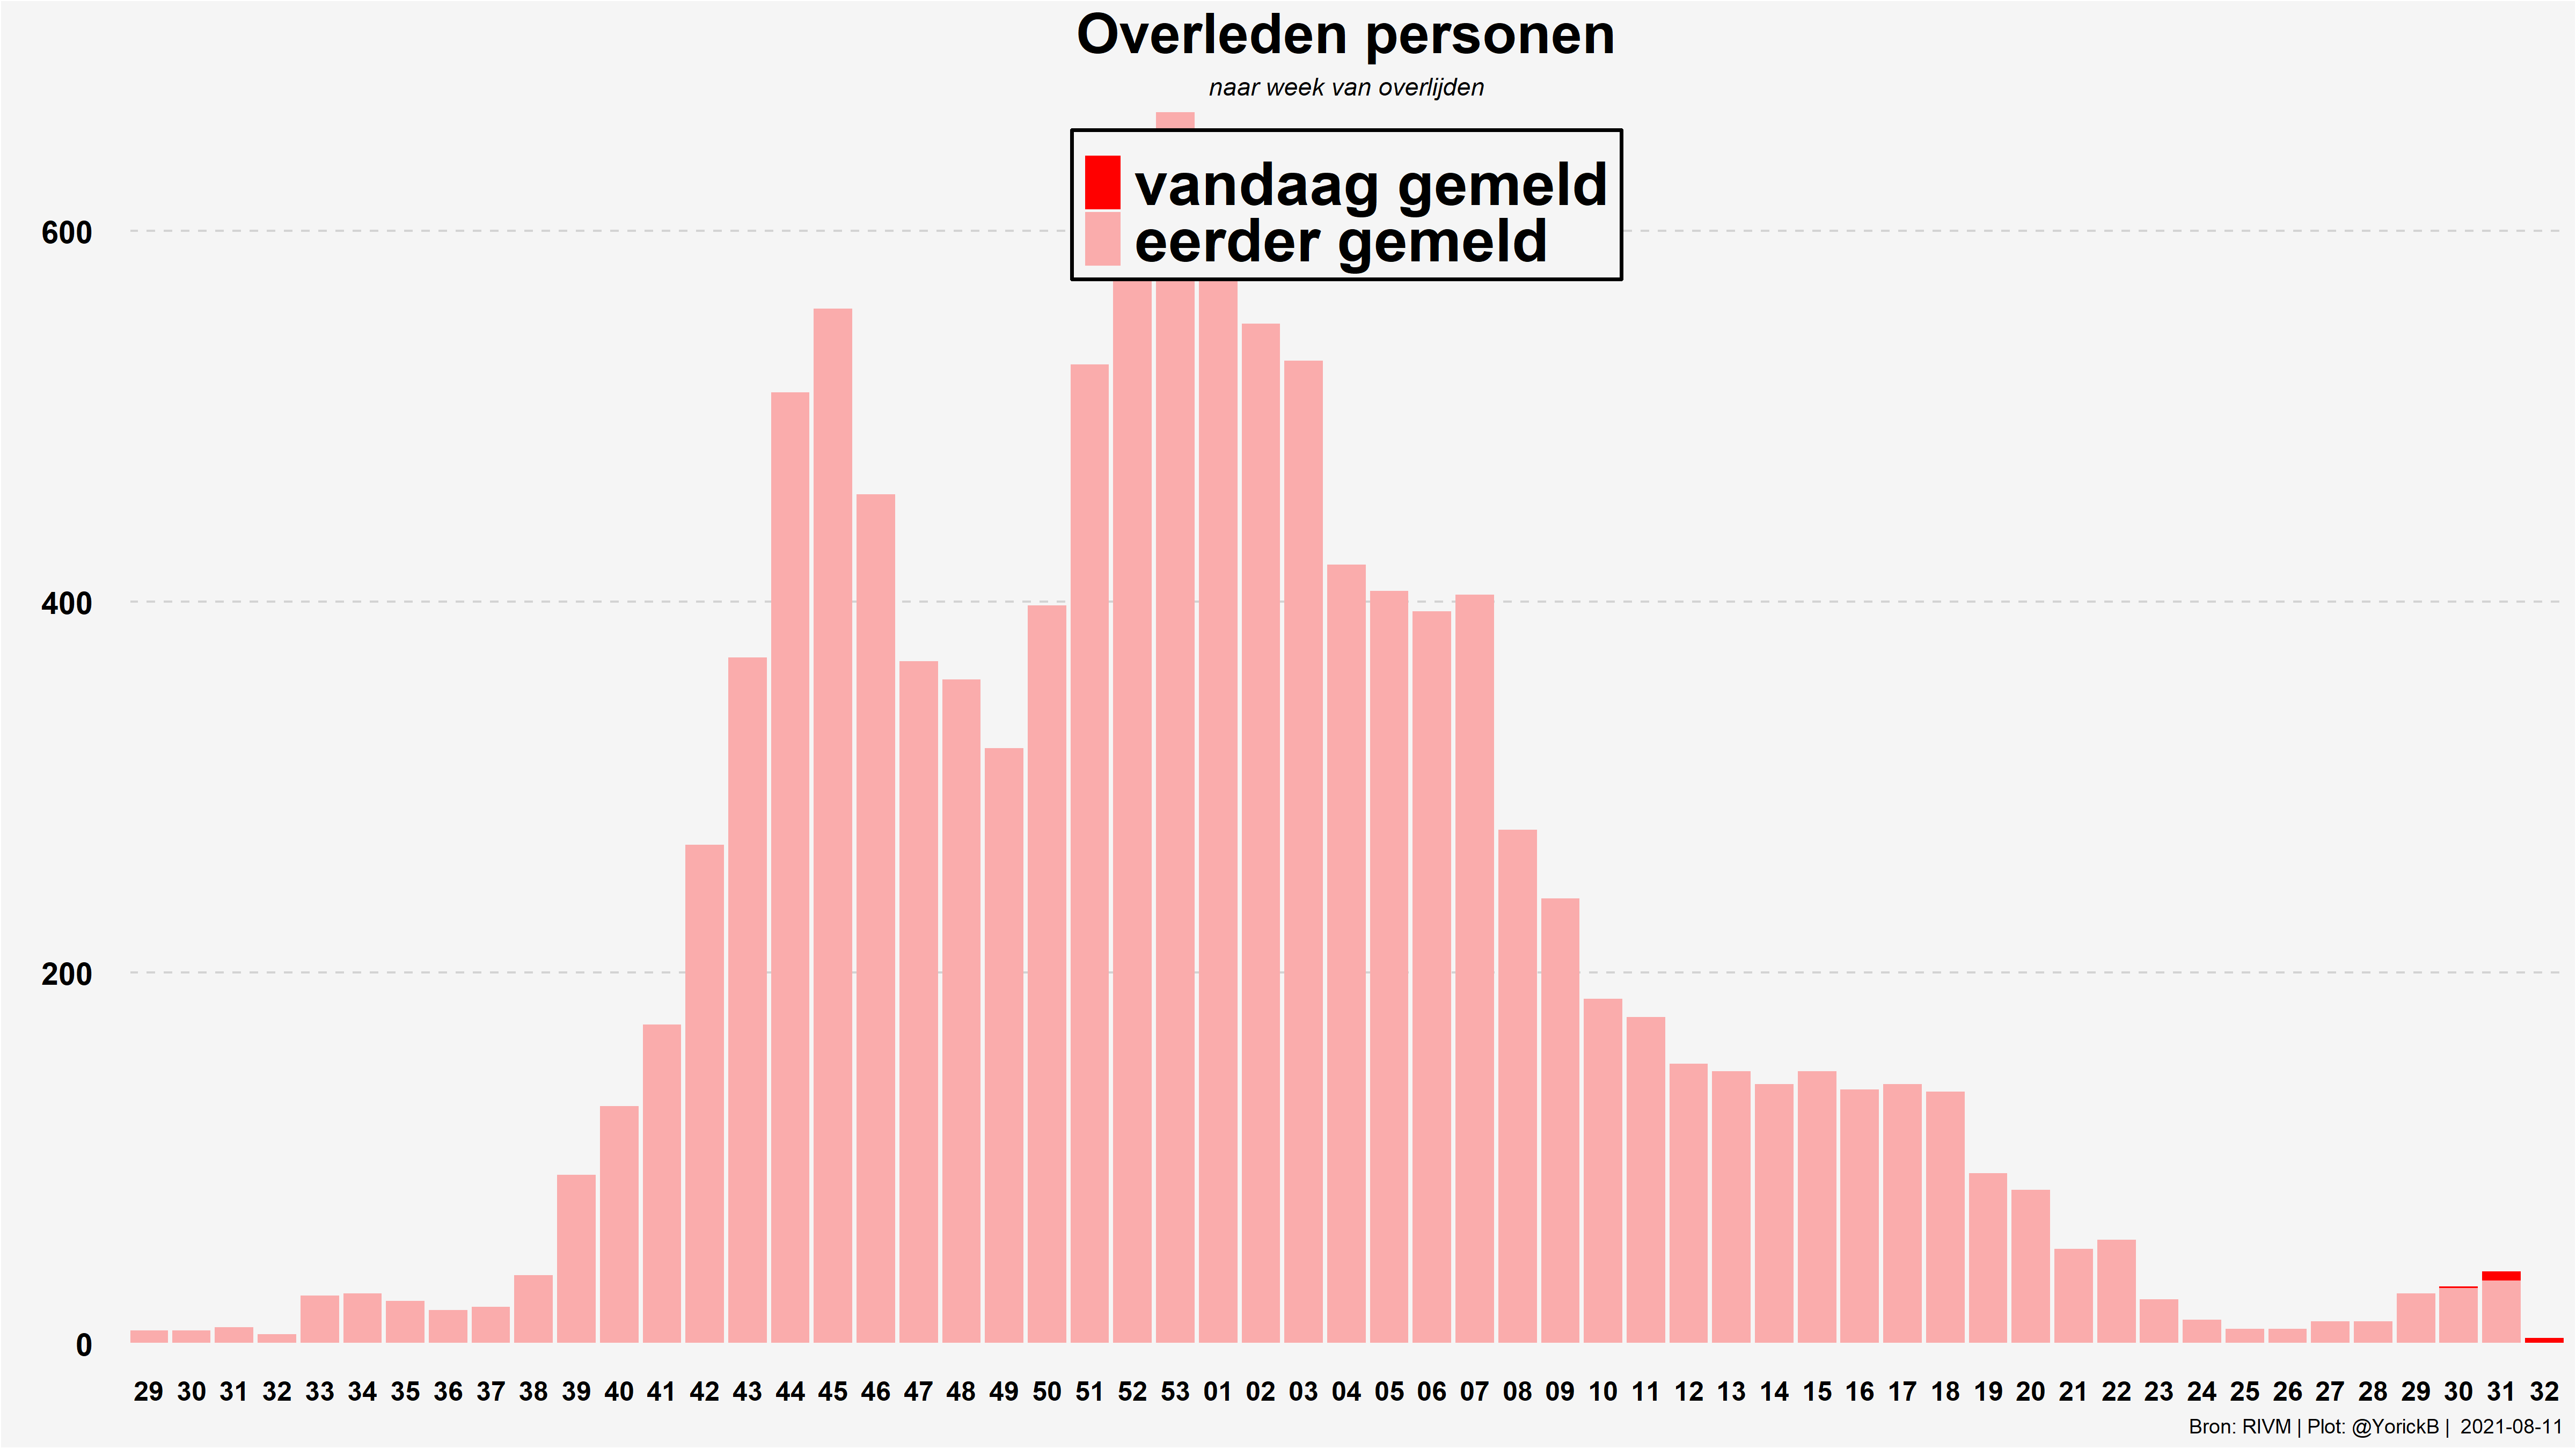 Overleden personen
naar week van overlijden
vandaag gemeld
eerder gemeld
600
400
200
0
29 30 31 32 33 34 35 36 37 38 39 40 41 42 43 44 45 46 47 48 49 50 51 52 53 01 02 03 04 05 06 07 08 09 10 11 12 13 14 15 16 17 18 19 20 21 22 23 24 25 26 27 28 29 30 31 32
Bron: RIVM | Plot: @YorickB | 2021-08-11